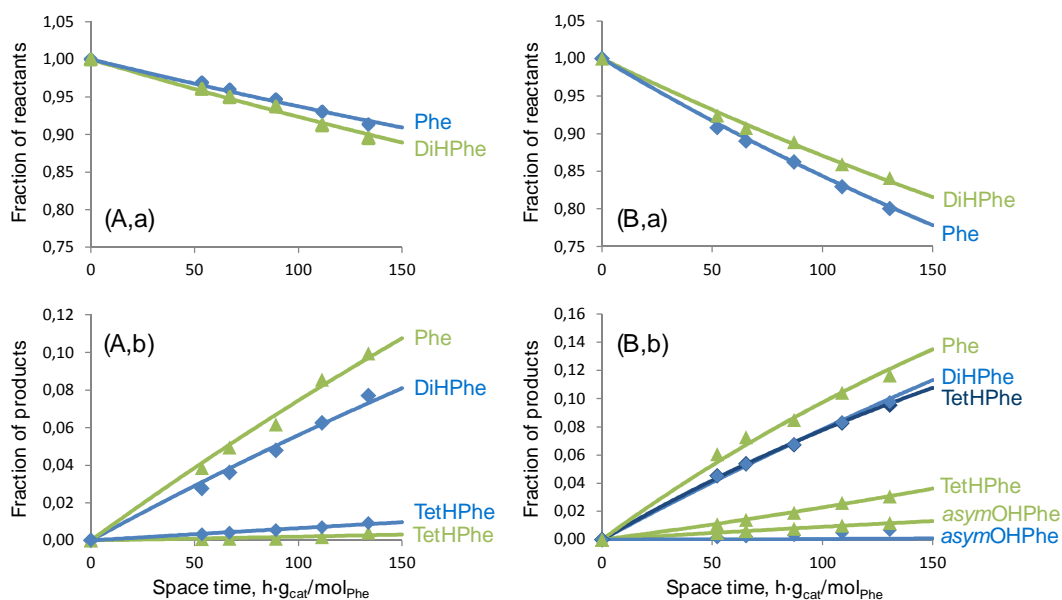 Fraction of reactants
1,05
1,00
0,95
0,90
0,85
0,80
0,75
0
50
100
150
Phe
DiHPhe
(A,a)
Fraction of reactants
1,05
1,00
0,95
0,90
0,85
0,80
0,75
0
50
100
150
DiHPhe
Phe
(B,a)
Fraction of products
0,12
0,10
0,08
0,06
0,04
0,02
0,00
0
50
100
150
(A,b)
Phe
DiHPhe
TetHPhe
TetHPhe
Space time, h·gcat/molPhe
Fraction of products
0,16
0,14
0,12
0,10
0,08
0,06
0,04
0,02
0,00
0
50
100
150
(B,b)
Phe
DiHPhe
TetHPhe
TetHPhe
asymOHPhe
asymOHPhe
Space time, h·gcat/molPhe